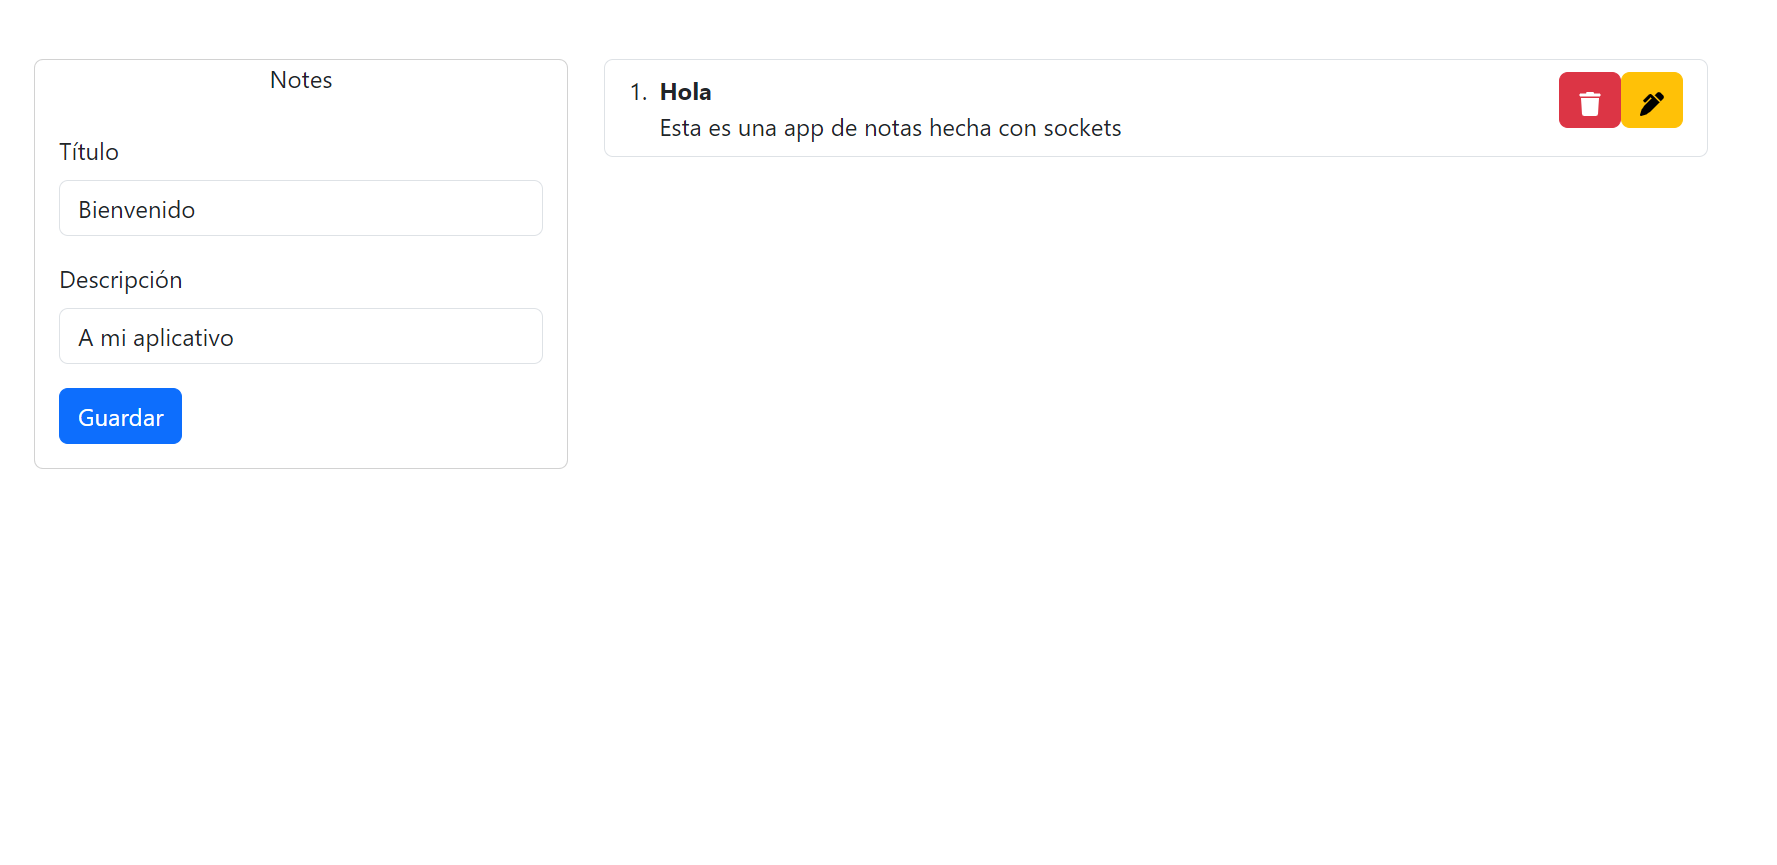 Notes
Título
Bienvenido
Descripción
A mi aplicativo
Guardar
1. Hola
Esta es una app de notas hecha con sockets